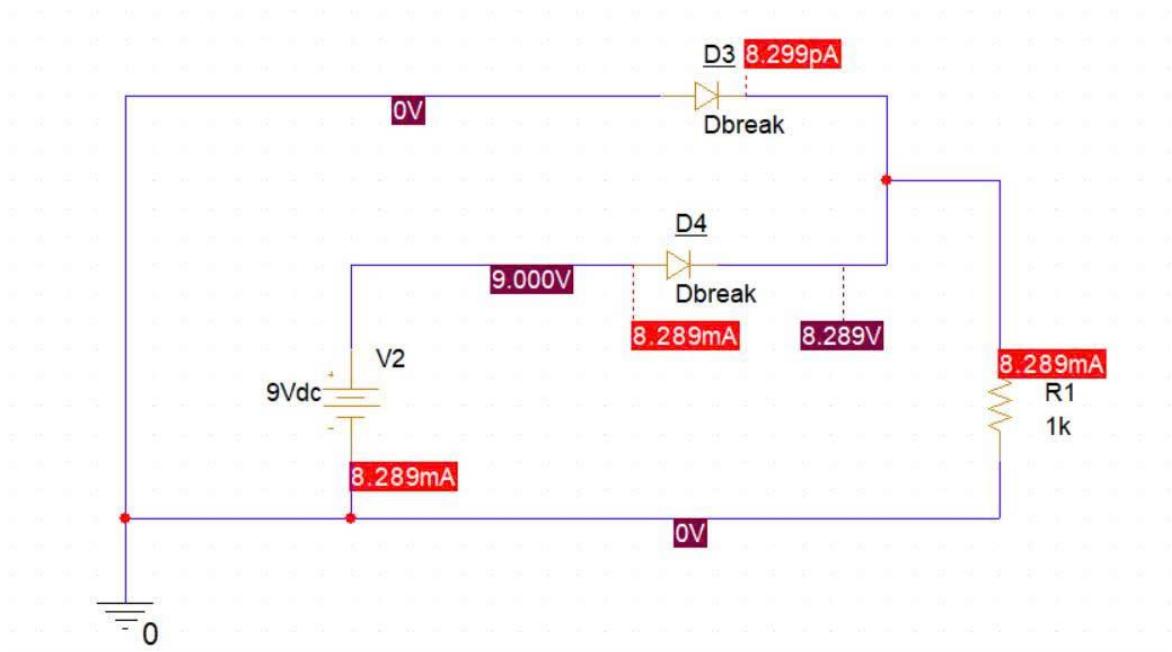 D3 8.299pA
0V
Dbreak
D4
9.000V
Dbreak
8.289mA 8.289V
V2
8.289mA
+
9Vdc
R1
-
1k
8.289mA
0V
0